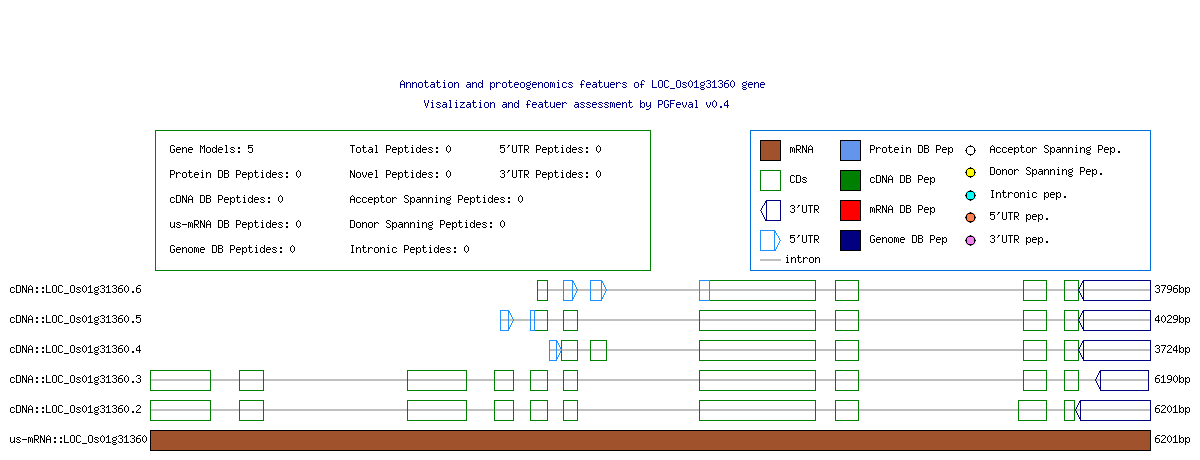 Annotation and proteogenomics featuers of LOC_Os01g31360 gene
Visalization and featuer assessment by PGFeval v0.4
Gene Models: 5 Total Peptides: 0 5'UTR Peptides: 0
Protein DB Peptides: 0 Novel Peptides: 0 3'UTR Peptides: 0
cDNA DB Peptides: 0 Acceptor Spanning Peptides: 0
us-mRNA DB Peptides: 0 Donor Spanning Peptides: 0
Genome DB Peptides: 0 Intronic Peptides: 0
mRNA Protein DB Pep Acceptor Spanning Pep.
CDs cDNA DB Pep Donor Spanning Pep.
3'UTR mRNA DB Pep Intronic pep.
5'UTR Genome DB Pep 5'UTR pep.
intron 3'UTR pep.
cDNA::LOC_Os01g31360.6 3796bp
cDNA::LOC_Os01g31360.5 4029bp
cDNA::LOC_Os01g31360.4 3724bp
cDNA::LOC_Os01g31360.3 6190bp
cDNA::LOC_Os01g31360.2 6201bp
us-mRNA::LOC_Os01g31360 6201bp